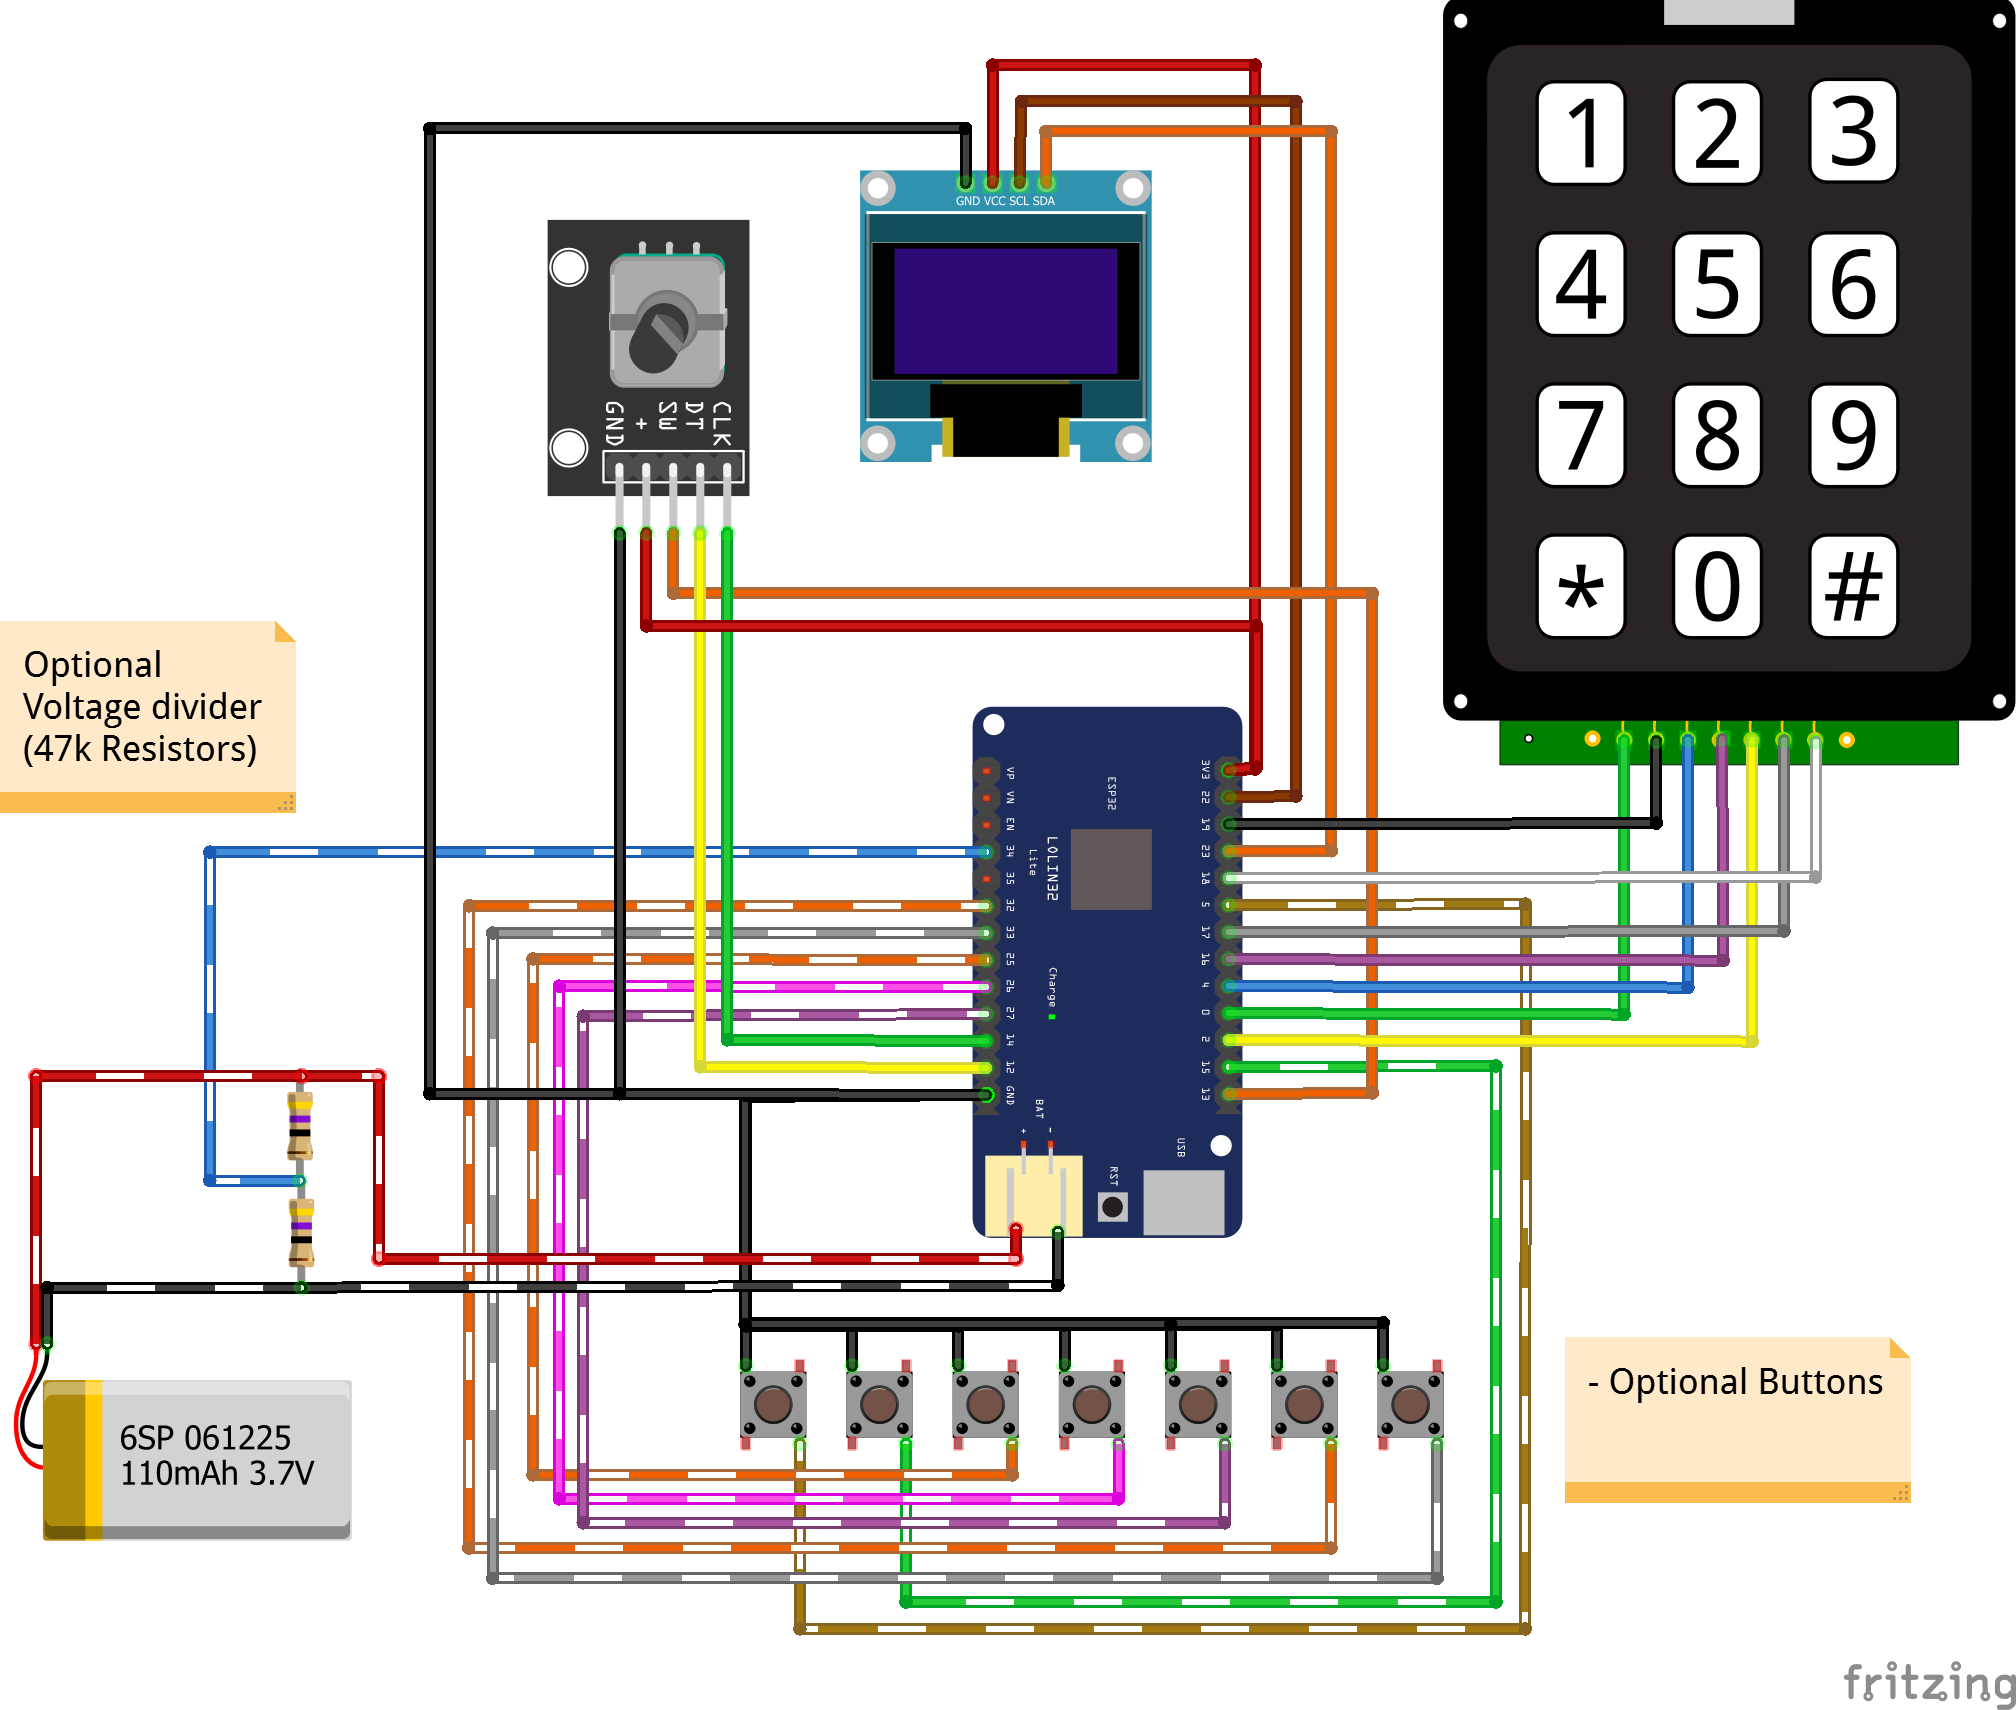 GND VCC SCL SDA
1 2 3
4 5 6
7 8 9
* 0 #
GND
+
SW
DT
CLK
Optional
Voltage divider
(47k Resistors)
VP
VN
EN
34
35
32
33
25
26
27
14
12
GND
ESP32
LOLIN32
Lite
Charge
3V3
22
19
23
18
5
17
16
4
0
2
15
13
BAT
+ -
RST
USB
6SP 061225
110mAh 3.7V
- Optional Buttons
fritzing